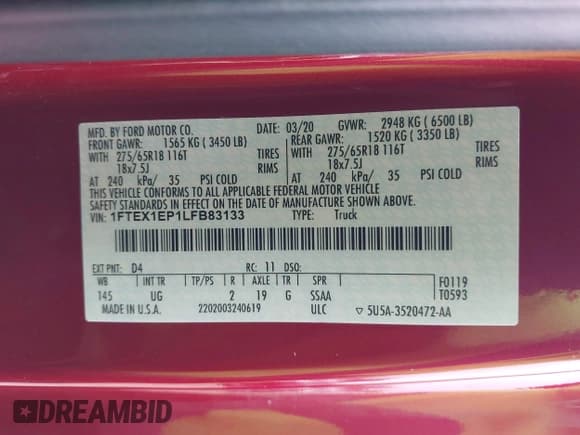 MFD. BY FORD MOTOR CO. DATE: 03/20 GVWR: 2948 KG ( 6500 LB)
FRONT GAWR: 1565 KG ( 3450 LB) REAR GAWR: 1520 KG ( 3350 LB)
WITH 275/65R18 116T TIRES WITH 275/65R18 116T TIRES
18x7.5J RIMS 18x7.5J RIMS
AT 240 kPa/ 35 PSI COLD AT 240 kPa/ 35 PSI COLD
THIS VEHICLE CONFORMS TO ALL APPLICABLE FEDERAL MOTOR VEHICLE
SAFETY STANDARDS IN EFFECT ON THE DATE OF MANUFACTURE SHOWN ABOVE.
VIN: 1FTEX1EP1LFB83133 TYPE: Truck
EXT PNT: D4 RC: 11 DSO:
WB INT TR TP/PS R AXLE TR SPR F0119
145 UG 2 19 G SSAA T0593
MADE IN U.S.A. 2202003240619 ULC ▽ 5U5A-3520472-AA
DREAMBID